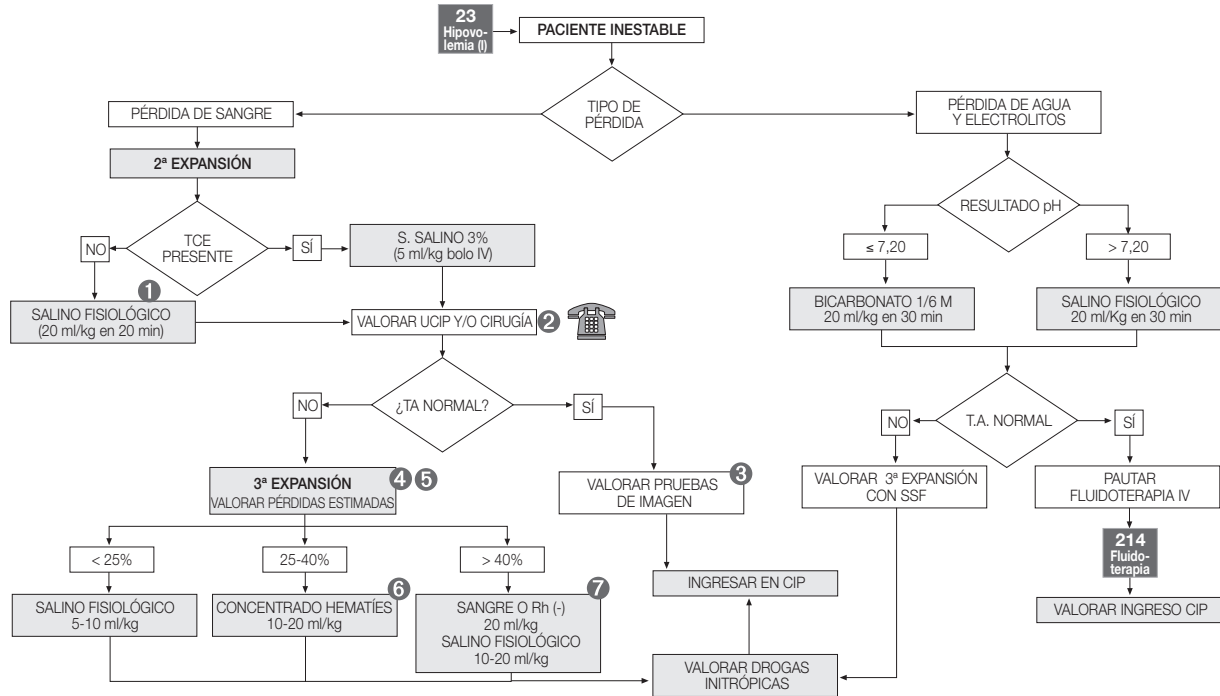 23
Hipovo-
lemia (I)
PACIENTE INESTABLE
TIPO DE
PÉRDIDA
PÉRDIDA DE SANGRE
2ª EXPANSIÓN
TCE
PRESENTE
NO
SÍ
S. SALINO 3%
(5 ml/kg bolo IV)
1
SALINO FISIOLÓGICO
(20 ml/kg en 20 min)
VALORAR UCIP Y/O CIRUGÍA
2
¿TA NORMAL?
NO
SÍ
3ª EXPANSIÓN
VALORAR PÉRDIDAS ESTIMADAS
4
5
VALORAR PRUEBAS
DE IMAGEN
3
< 25%
25-40%
> 40%
SALINO FISIOLÓGICO
5-10 ml/kg
CONCENTRADO HEMATÍES
10-20 ml/kg
6
SANGRE O Rh (-)
20 ml/kg
SALINO FISIOLÓGICO
10-20 ml/kg
7
INGRESAR EN CIP
VALORAR DROGAS
INITRÓPICAS
PÉRDIDA DE AGUA
Y ELECTROLITOS
RESULTADO pH
≤ 7,20
> 7,20
BICARBONATO 1/6 M
20 ml/kg en 30 min
SALINO FISIOLÓGICO
20 ml/Kg en 30 min
T.A. NORMAL
NO
SÍ
VALORAR 3ª EXPANSIÓN
CON SSF
PAUTAR
FLUIDOTERAPIA IV
214
Fluido-
terapia
VALORAR INGRESO CIP